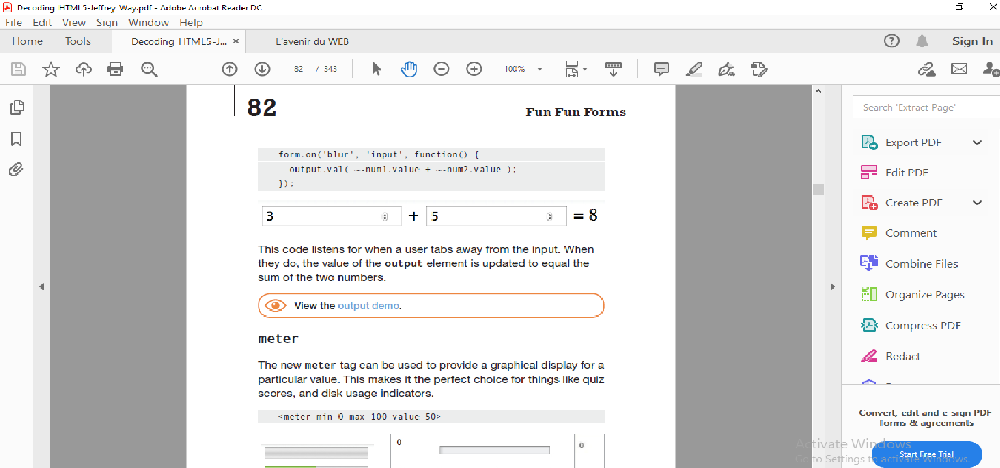 Decoding_HTML5-Jeffrey_Way.pdf - Adobe Acrobat Reader DC
File Edit View Sign Window Help
Home Tools Decoding_HTML5-J... × L'avenir du WEB Sign In
82 / 343 100%
82 Fun Fun Forms
form.on('blur', 'input', function() {
output.val( ~~num1.value + ~~num2.value );
});
3 + 5 = 8
This code listens for when a user tabs away from the input. When
they do, the value of the output element is updated to equal the
sum of the two numbers.
View the output demo.
meter
The new meter tag can be used to provide a graphical display for a
particular value. This makes it the perfect choice for things like quiz
scores, and disk usage indicators.
<meter min=0 max=100 value=50>
0 0
Search 'Extract Page'
Export PDF
Edit PDF
Create PDF
Comment
Combine Files
Organize Pages
Compress PDF
Redact
Convert, edit and e-sign PDF
forms & agreements
Activate Windows
Go to Settings to activate Windows.
Start Free Trial